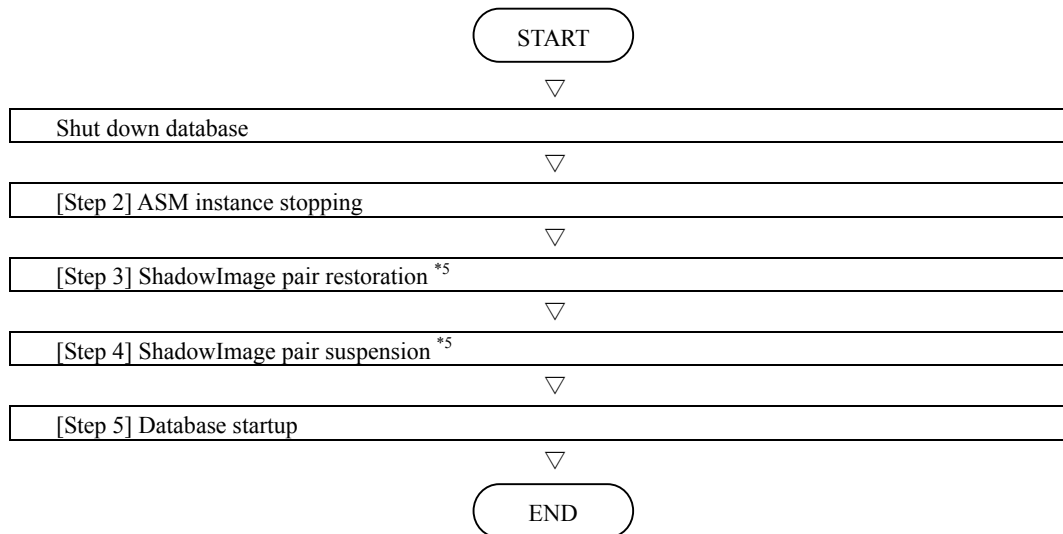 START
Shut down database
[Step 2] ASM instance stopping
[Step 3] ShadowImage pair restoration *5
[Step 4] ShadowImage pair suspension *5
[Step 5] Database startup
END